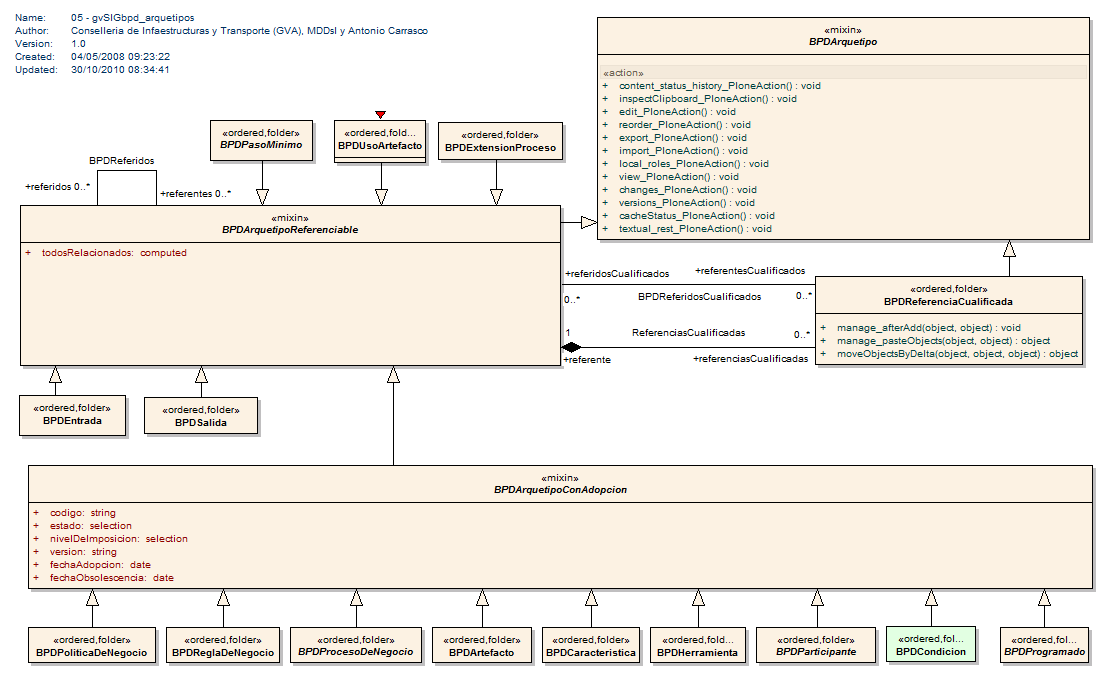 Name: 05 - gvSIGbpd_arquetipos
Author: Conselleria de Infaestructuras y Transporte (GVA), MDDsl y Antonio Carrasco
Version: 1.0
Created: 04/05/2008 09:23:22
Updated: 30/10/2010 08:34:41
«mixin»
BPDArquetipo
«action»
+ content_status_history_PloneAction() : void
+ inspectClipboard_PloneAction() : void
+ edit_PloneAction() : void
+ reorder_PloneAction() : void
+ export_PloneAction() : void
+ import_PloneAction() : void
+ local_roles_PloneAction() : void
+ view_PloneAction() : void
+ changes_PloneAction() : void
+ versions_PloneAction() : void
+ cacheStatus_PloneAction() : void
+ textual_rest_PloneAction() : void
«ordered,folder»
BPDPasoMinimo
«ordered,fold...
BPDUsoArtefacto
«ordered,folder»
BPDExtensionProceso
BPDReferidos
+referidos 0..*
+referentes 0..*
«mixin»
BPDArquetipoReferenciable
+ todosRelacionados: computed
+referidosCualificados
+referentesCualificados
0..*
BPDReferidosCualificados
0..*
1
ReferenciasCualificadas
0..*
+referente
+referenciasCualificadas
«ordered,folder»
BPDReferenciaCualificada
+ manage_afterAdd(object, object) : void
+ manage_pasteObjects(object, object) : object
+ moveObjectsByDelta(object, object, object) : object
«ordered,folder»
BPDEntrada
«ordered,folder»
BPDSalida
«mixin»
BPDArquetipoConAdopcion
+ codigo: string
+ estado: selection
+ nivelDeImposicion: selection
+ version: string
+ fechaAdopcion: date
+ fechaObsolescencia: date
«ordered,folder»
BPDPoliticaDeNegocio
«ordered,folder»
BPDReglaDeNegocio
«ordered,folder»
BPDProcesoDeNegocio
«ordered,folder»
BPDArtefacto
«ordered,folder»
BPDCaracteristica
«ordered,folder»
BPDHerramienta
«ordered,folder»
BPDParticipante
«ordered,fol...
BPDCondicion
«ordered,fol...
BPDProgramado